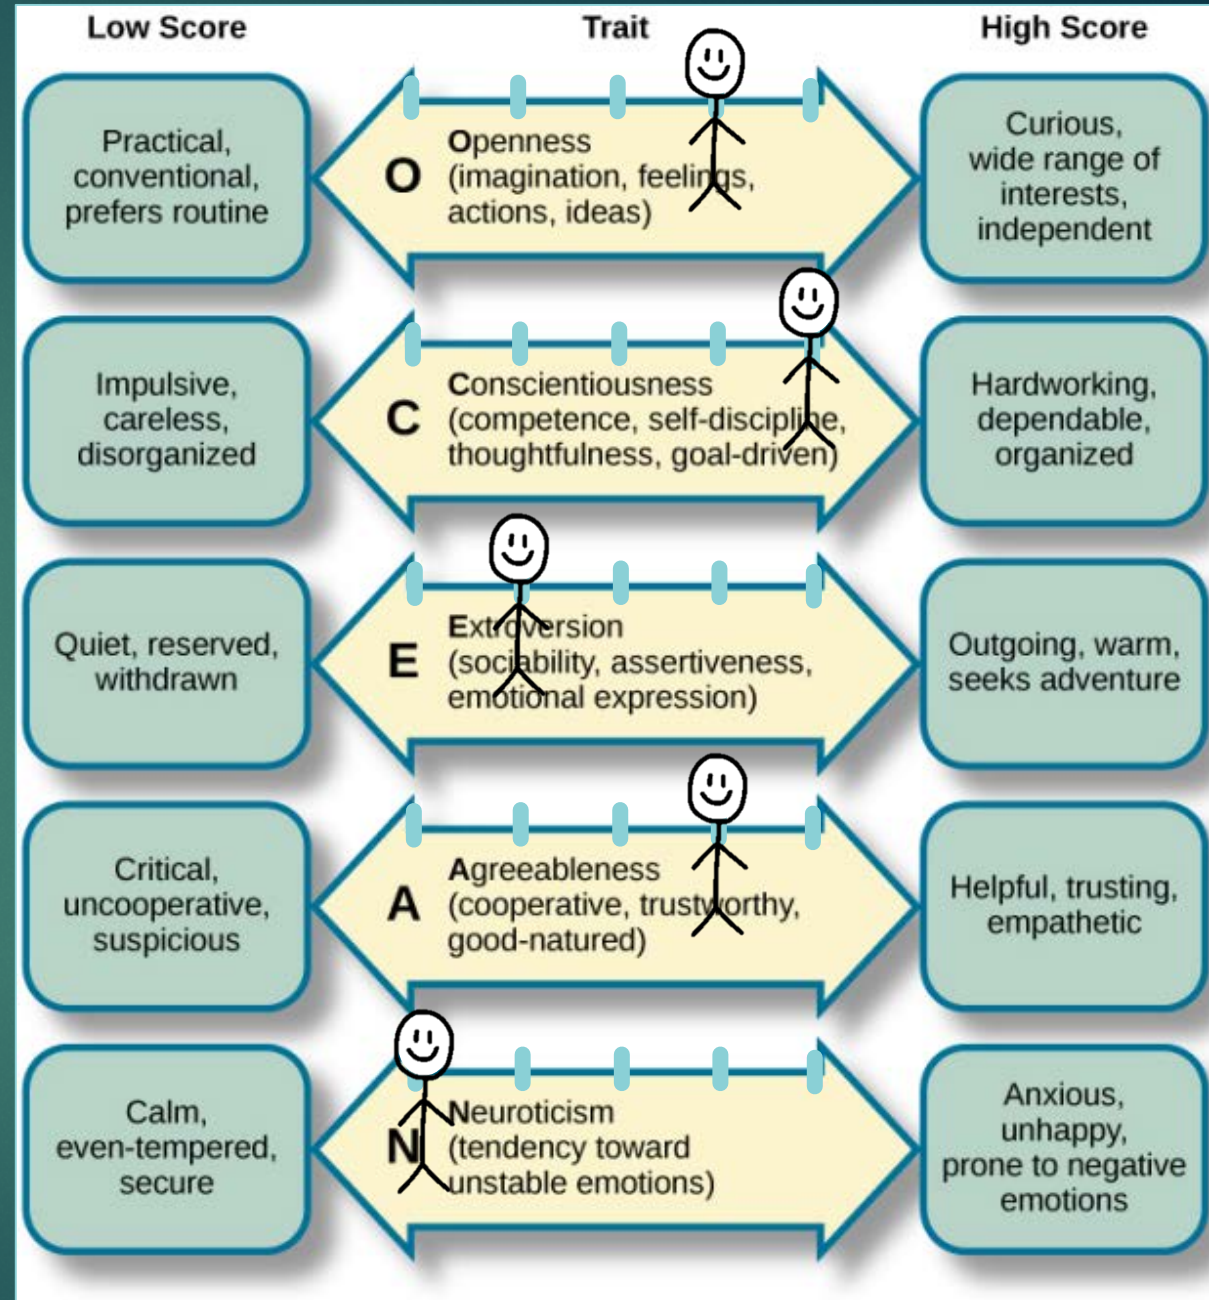 Low Score
Trait
High Score
Practical,
conventional,
prefers routine
O
Openness
(imagination, feelings,
actions, ideas)
Curious,
wide range of
interests,
independent
Impulsive,
careless,
disorganized
C
Conscientiousness
(competence, self-discipline,
thoughtfulness, goal-driven)
Hardworking,
dependable,
organized
Quiet, reserved,
withdrawn
E
Extroversion
(sociability, assertiveness,
emotional expression)
Outgoing, warm,
seeks adventure
Critical,
uncooperative,
suspicious
A
Agreeableness
(cooperative, trustworthy,
good-natured)
Helpful, trusting,
empathetic
Calm,
even-tempered,
secure
N
Neuroticism
(tendency toward
unstable emotions)
Anxious,
unhappy,
prone to negative
emotions